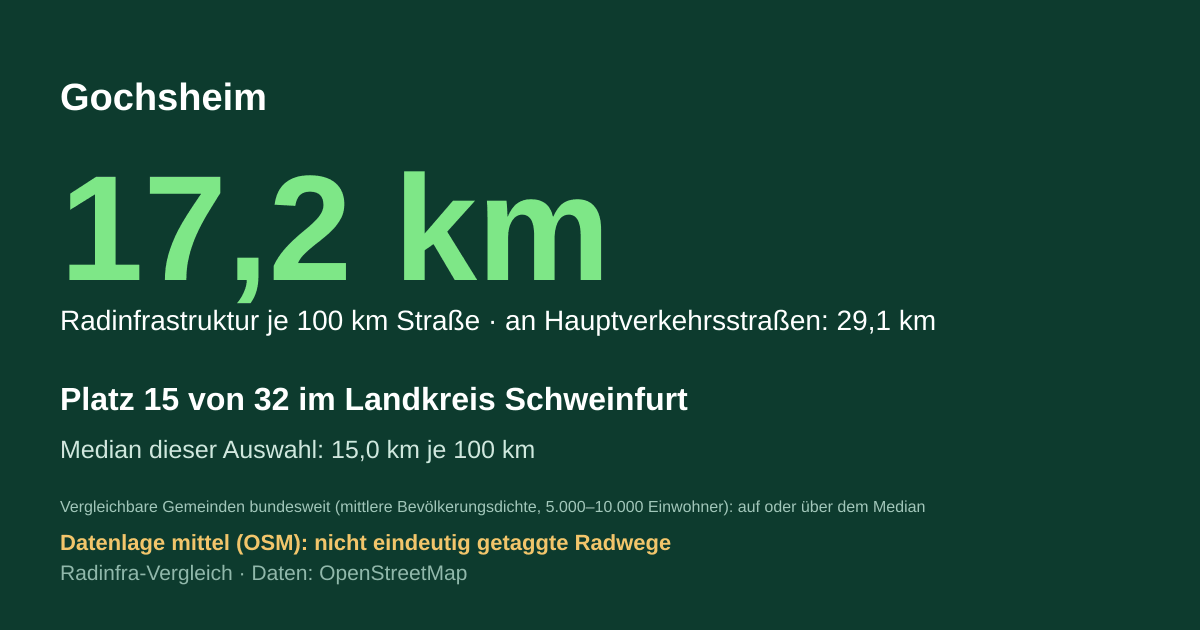 Gochsheim
17,2 km
Radinfrastruktur je 100 km Straße · an Hauptverkehrsstraßen: 29,1 km
Platz 15 von 32 im Landkreis Schweinfurt
Median dieser Auswahl: 15,0 km je 100 km
Vergleichbare Gemeinden bundesweit (mittlere Bevölkerungsdichte, 5.000–10.000 Einwohner): auf oder über dem Median
Datenlage mittel (OSM): nicht eindeutig getaggte Radwege
Radinfra-Vergleich · Daten: OpenStreetMap